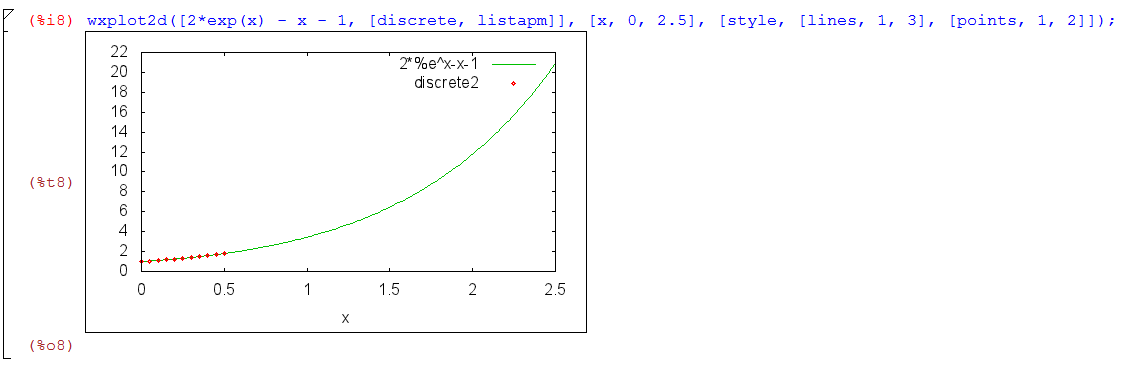 (%i8) wxplot2d([2*exp(x) - x - 1, [discrete, listapm]], [x, 0, 2.5], [style, [lines, 1, 3], [points, 1, 2]]);
22
20
18
16
14
12
10
8
6
4
2
0
2*%e^x-x-1
discrete2
(%t8)
0 0.5 1 1.5 2 2.5
x
(%o8)